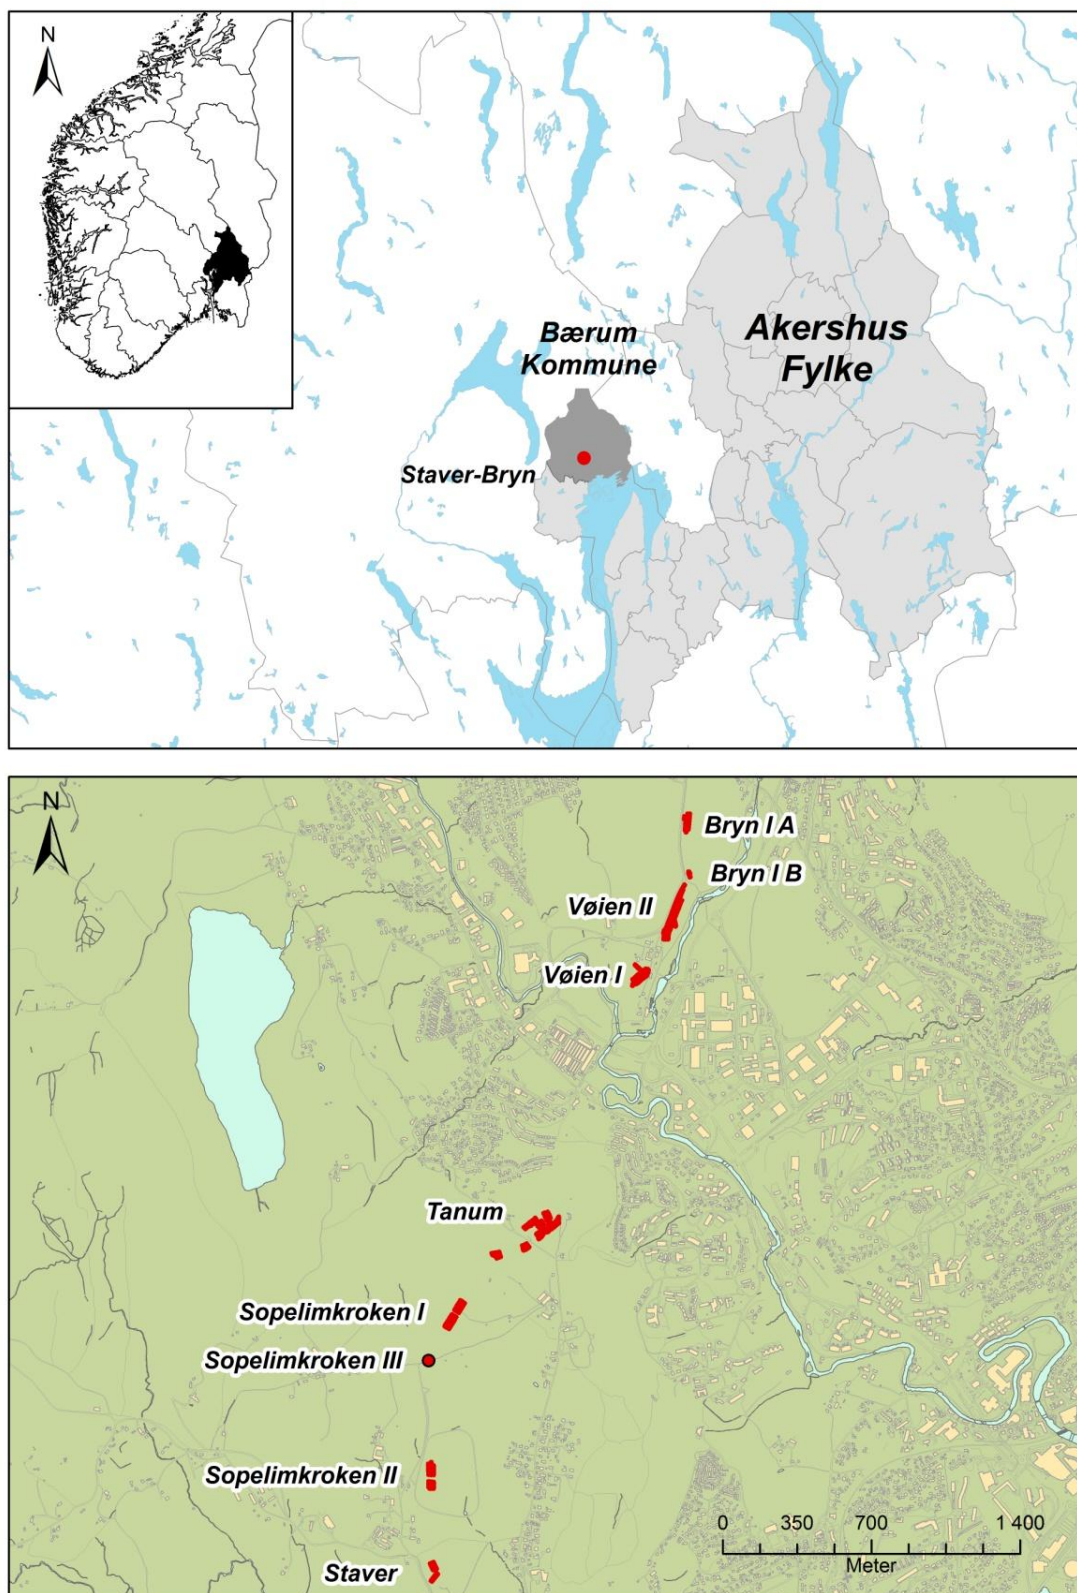 N
Akershus
Fylke
Bærum
Kommune
Staver-Bryn
N
Bryn I A
Bryn I B
Vøien II
Vøien I
Tanum
Sopelimkroken I
Sopelimkroken III
Sopelimkroken II
Staver
0 350 700 1 400
Meter